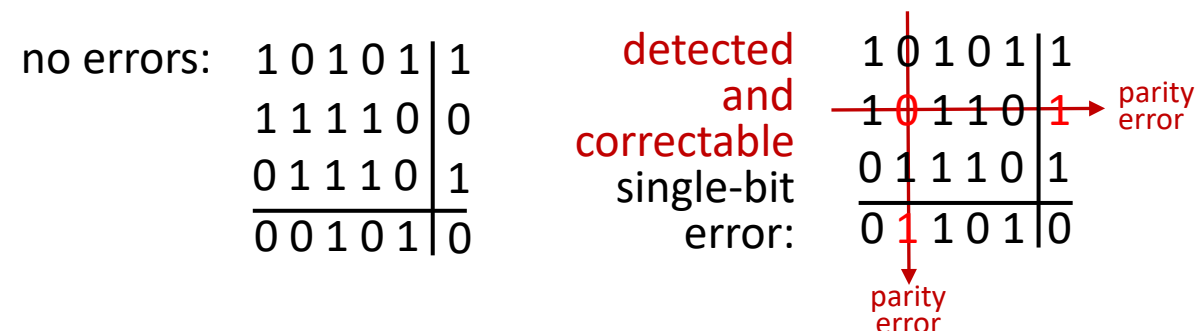 no errors:
1 0 1 0 1 | 1
1 1 1 1 0 | 0
0 1 1 1 0 | 1
0 0 1 0 1 | 0
detected
and
correctable
single-bit
error:
1 0 1 0 1 | 1
1 0 1 1 0 | 1
0 1 1 1 0 | 1
0 1 1 0 1 | 0
parity
error
parity
error